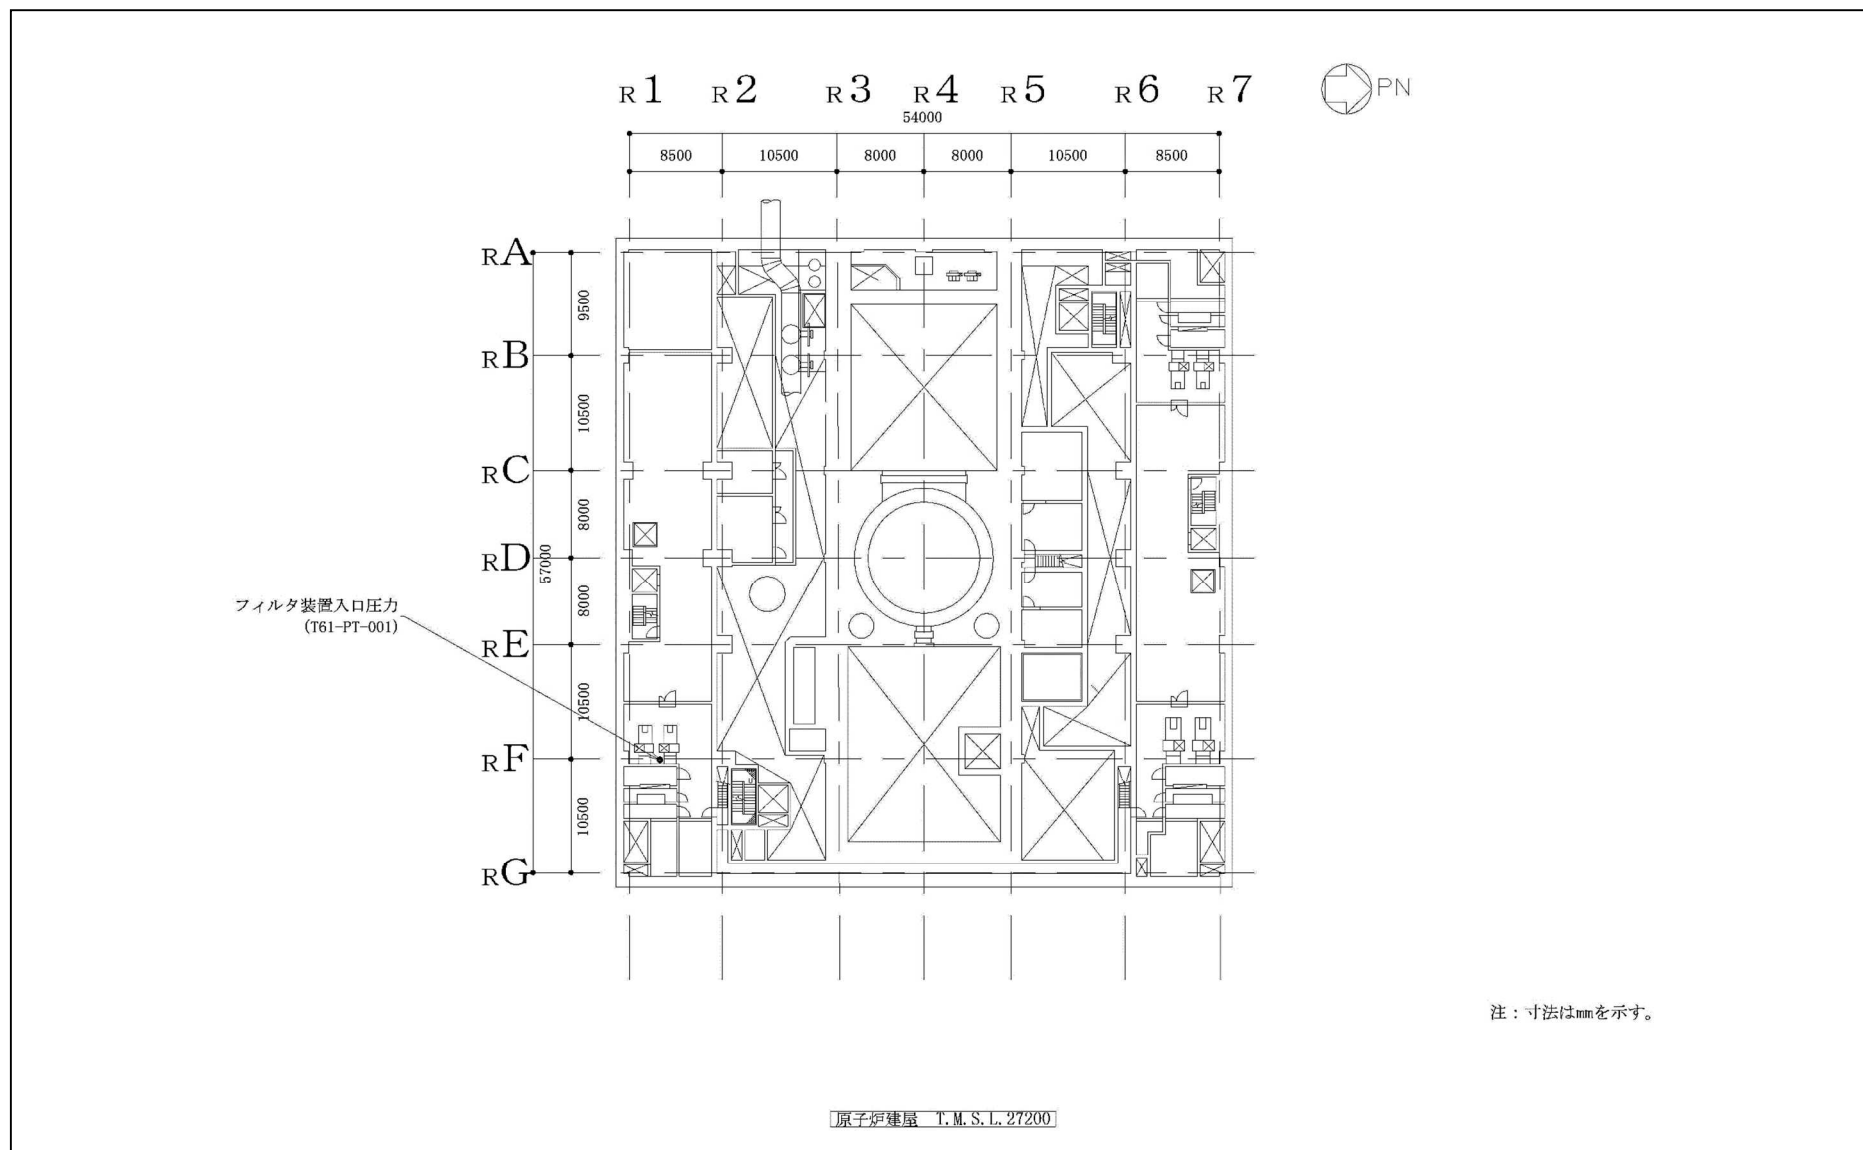 R1 R2 R3 R4 R5 R6 R7
PN
54000
8500 10500 8000 8000 10500 8500
RA
9500
RB
10500
RC
8000
RD
57000
8000
フィルタ装置入口圧力
(T61-PT-001)
RE
10500
RF
10500
RG
注：寸法はmmを示す。
原子炉建屋 T.M.S.L.27200